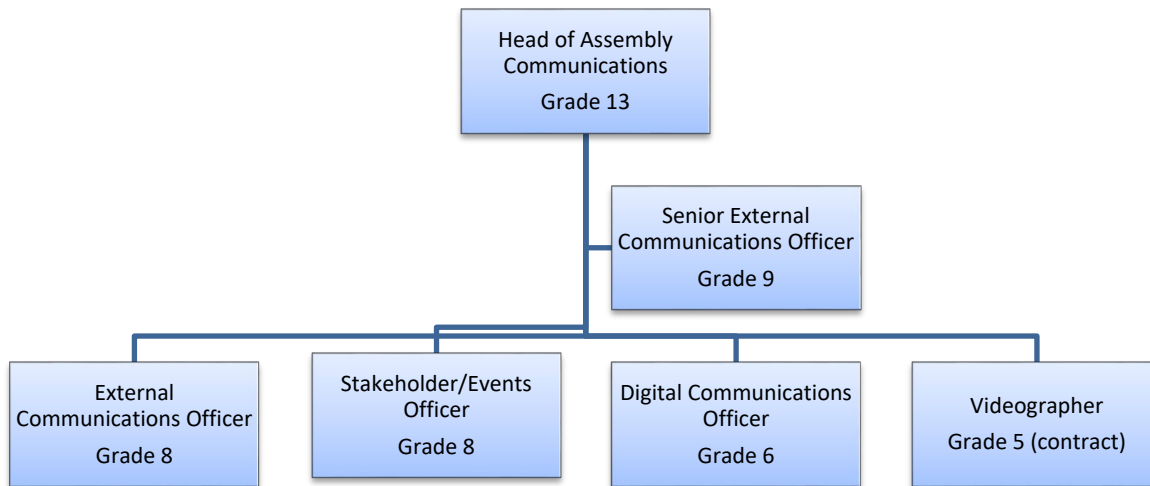 Head of Assembly
Communications
Grade 13
Senior External
Communications Officer
Grade 9
External
Communications Officer
Grade 8
Stakeholder/Events
Officer
Grade 8
Digital Communications
Officer
Grade 6
Videographer
Grade 5 (contract)